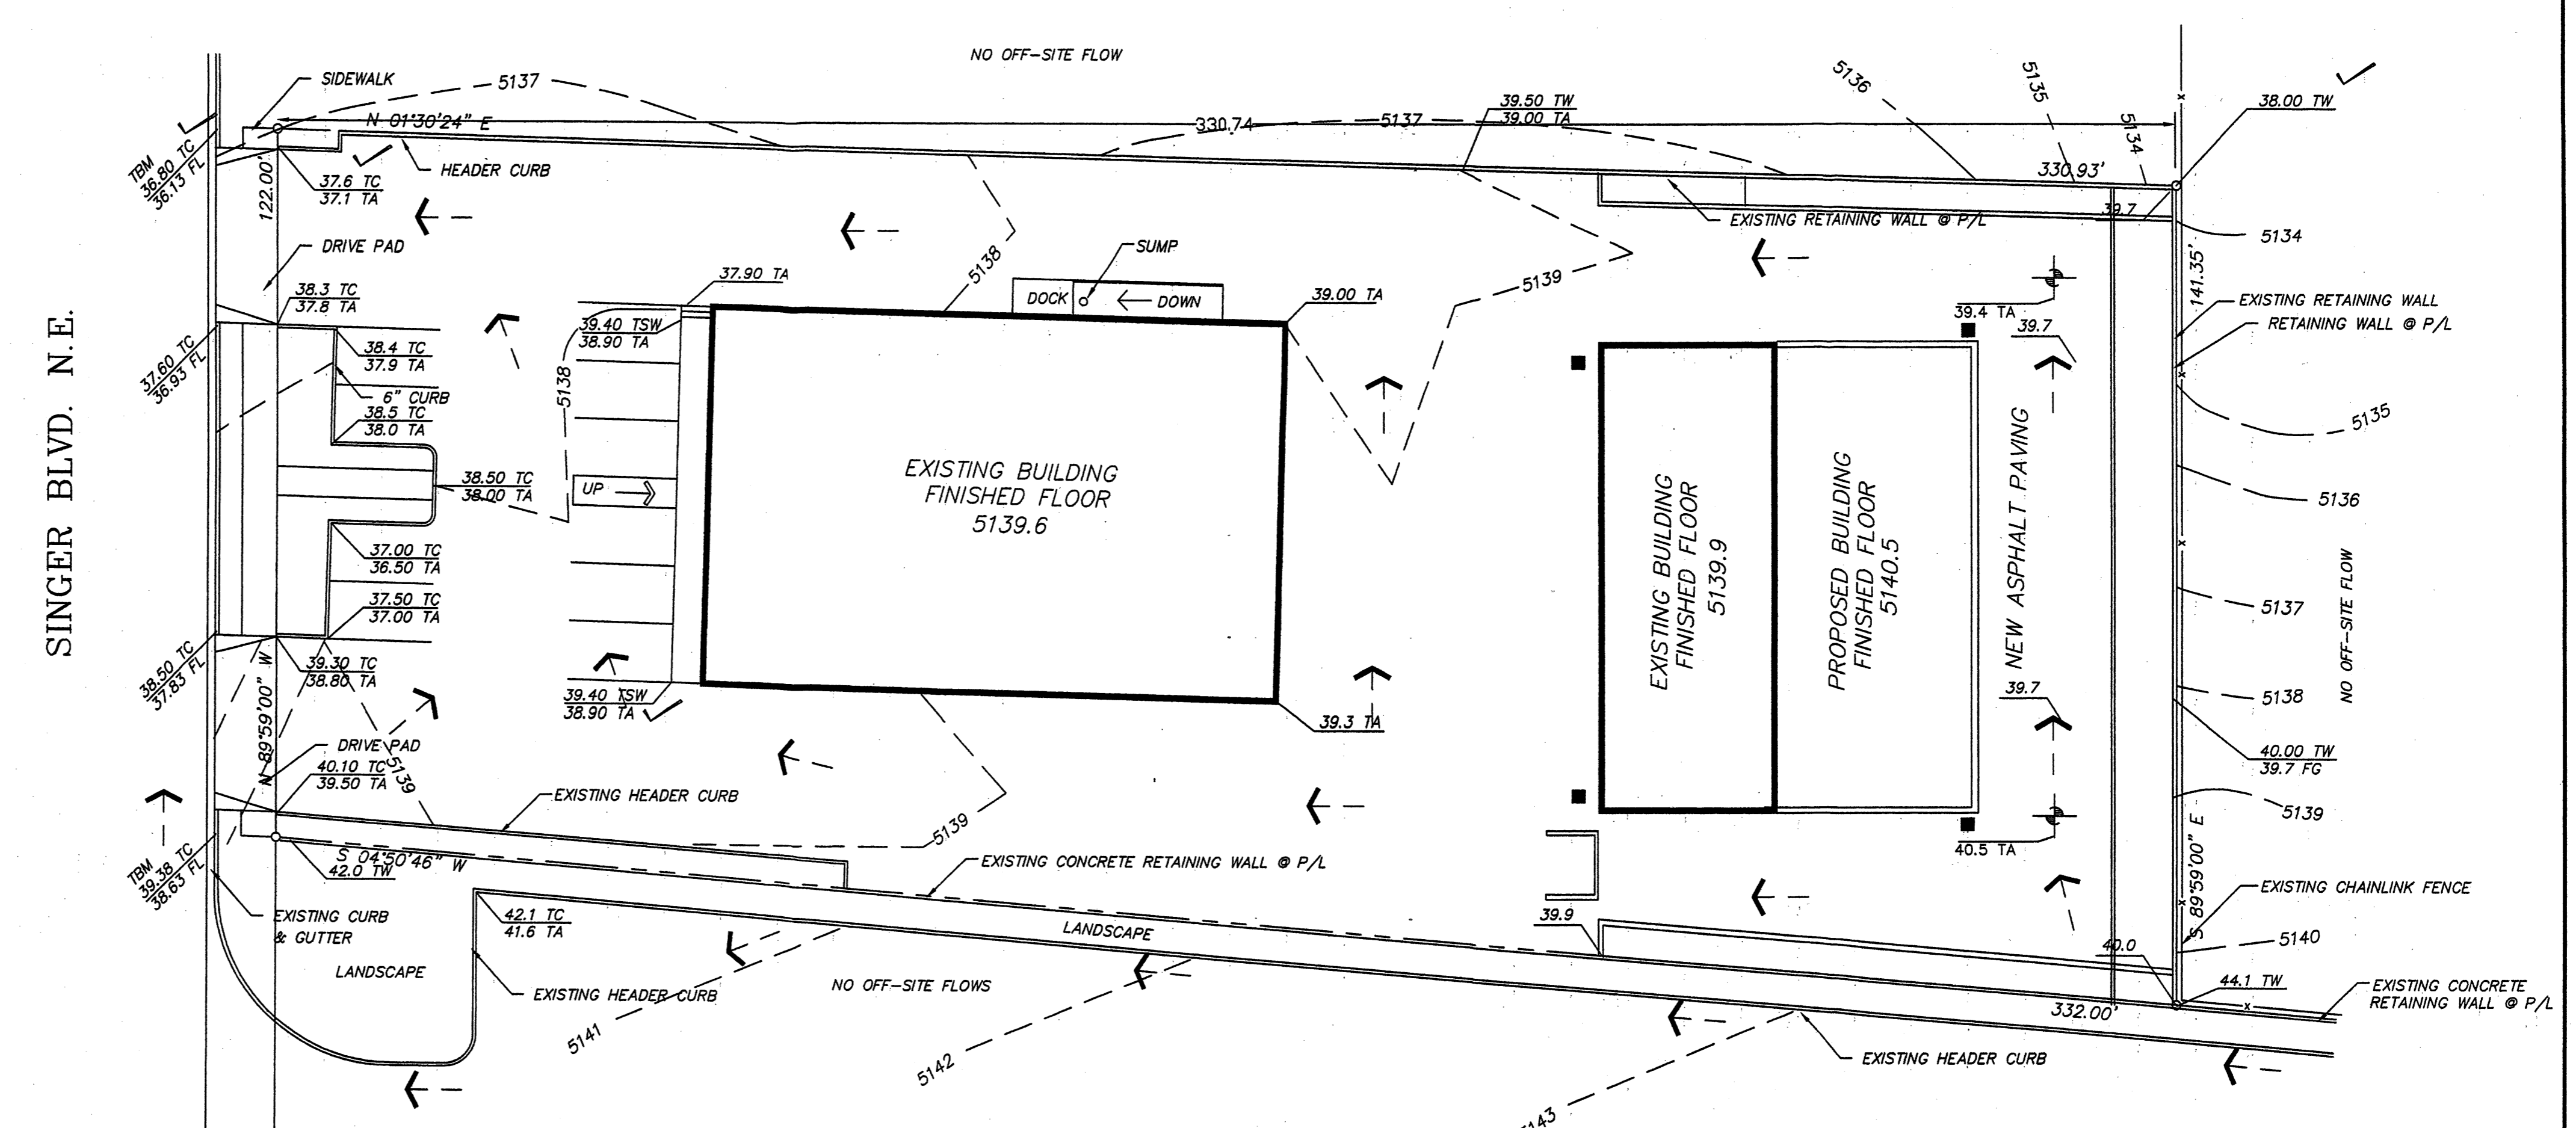 NO OFF-SITE FLOW
SIDEWALK
5137
N 01°30'24" E
330.74
5137
39.50 TW
39.00 TA
5136
5135
5134
38.00 TW
330.93'
TBM
36.80 TC
36.13 FL
122.00'
37.6 TC
37.1 TA
HEADER CURB
EXISTING RETAINING WALL @ P/L
39.7
5134
141.35'
DRIVE PAD
38.3 TC
37.8 TA
37.90 TA
5138
SUMP
DOCK
DOWN
39.00 TA
5139
39.4 TA
39.7
EXISTING RETAINING WALL
RETAINING WALL @ P/L
39.40 TSW
38.90 TA
5138
38.4 TC
37.9 TA
37.60 TC
36.93 FL
6" CURB
38.5 TC
38.0 TA
5135
SINGER BLVD. N.E.
38.50 TC
38.00 TA
UP
EXISTING BUILDING
FINISHED FLOOR
5139.6
EXISTING BUILDING
FINISHED FLOOR
5139.9
PROPOSED BUILDING
FINISHED FLOOR
5140.5
NEW ASPHALT PAVING
5136
37.00 TC
36.50 TA
37.50 TC
37.00 TA
5137
NO OFF-SITE FLOW
38.50 TC
37.83 FL
39.30 TC
38.80 TA
N 89°59'00" W
39.40 TSW
38.90 TA
39.3 TA
39.7
5138
DRIVE PAD
40.10 TC
39.50 TA
5139
40.00 TW
39.7 FG
EXISTING HEADER CURB
5139
5139
TBM
39.38 TC
38.63 FL
S 04°50'46" W
42.0 TW
EXISTING CONCRETE RETAINING WALL @ P/L
40.5 TA
S 89°59'00" E
EXISTING CHAINLINK FENCE
EXISTING CURB
& GUTTER
42.1 TC
41.6 TA
LANDSCAPE
39.9
40.0
5140
LANDSCAPE
EXISTING HEADER CURB
NO OFF-SITE FLOWS
44.1 TW
EXISTING CONCRETE
RETAINING WALL @ P/L
332.00'
5141
5142
EXISTING HEADER CURB